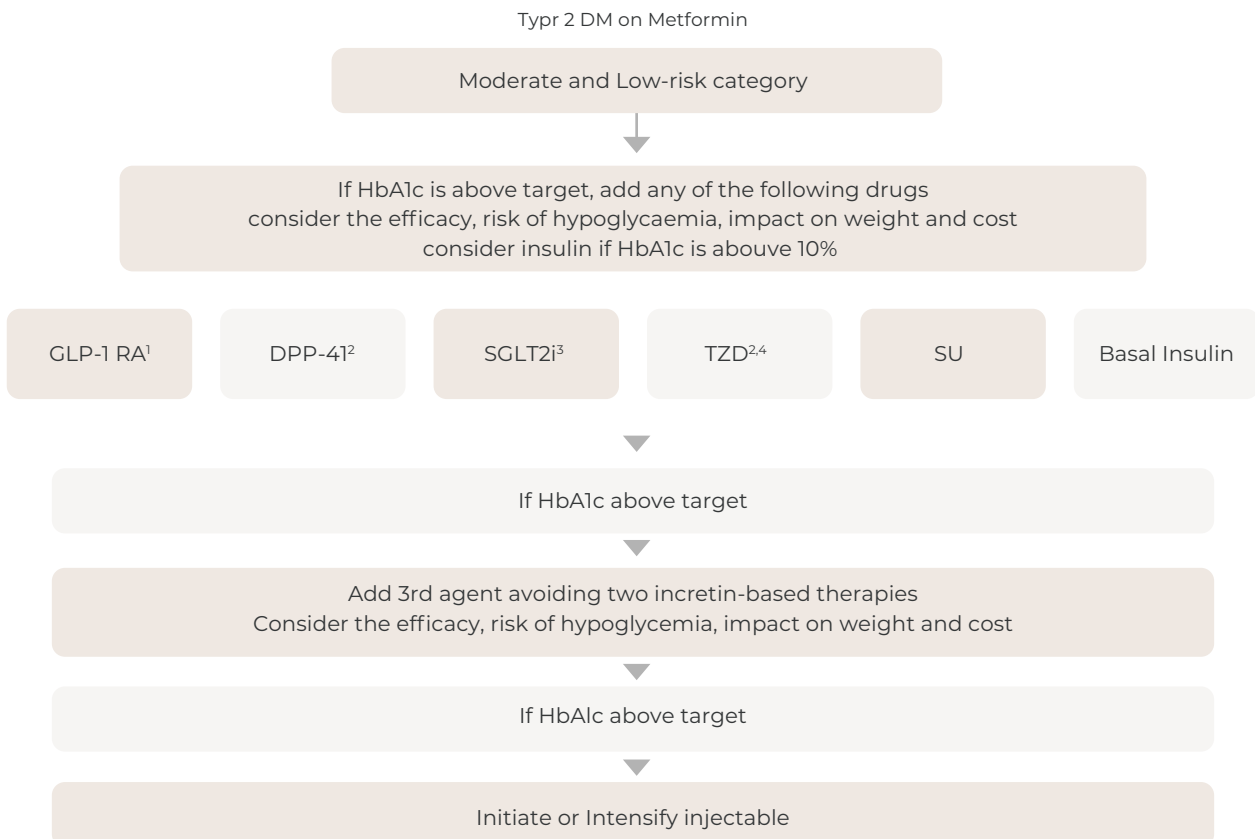 Typr 2 DM on Metformin
Moderate and Low-risk category
If HbA1c is above target, add any of the following drugs
consider the efficacy, risk of hypoglycaemia, impact on weight and cost
consider insulin if HbA1c is abouve 10%
GLP-1 RA¹
DPP-41²
SGLT2i³
TZD²,⁴
SU
Basal Insulin
If HbA1c above target
Add 3rd agent avoiding two incretin-based therapies
Consider the efficacy, risk of hypoglycemia, impact on weight and cost
If HbAlc above target
Initiate or Intensify injectable